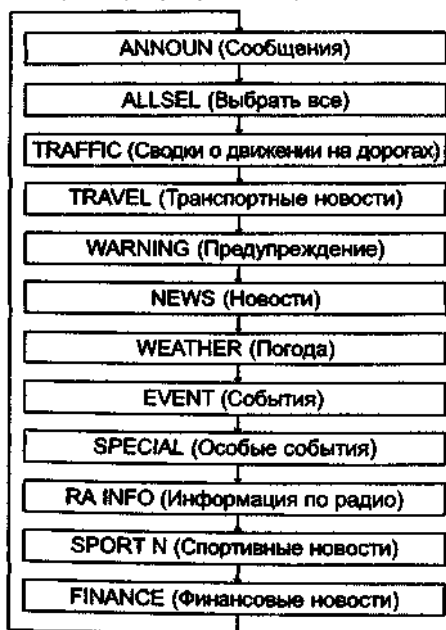 ANNOUN (Сообщения)
ALLSEL (Выбрать все)
TRAFFIC (Сводки о движении на дорогах)
TRAVEL (Транспортные новости)
WARNING (Предупреждение)
NEWS (Новости)
WEATHER (Погода)
EVENT (События)
SPECIAL (Особые события)
RA INFO (Информация по радио)
SPORT N (Спортивные новости)
FINANCE (Финансовые новости)